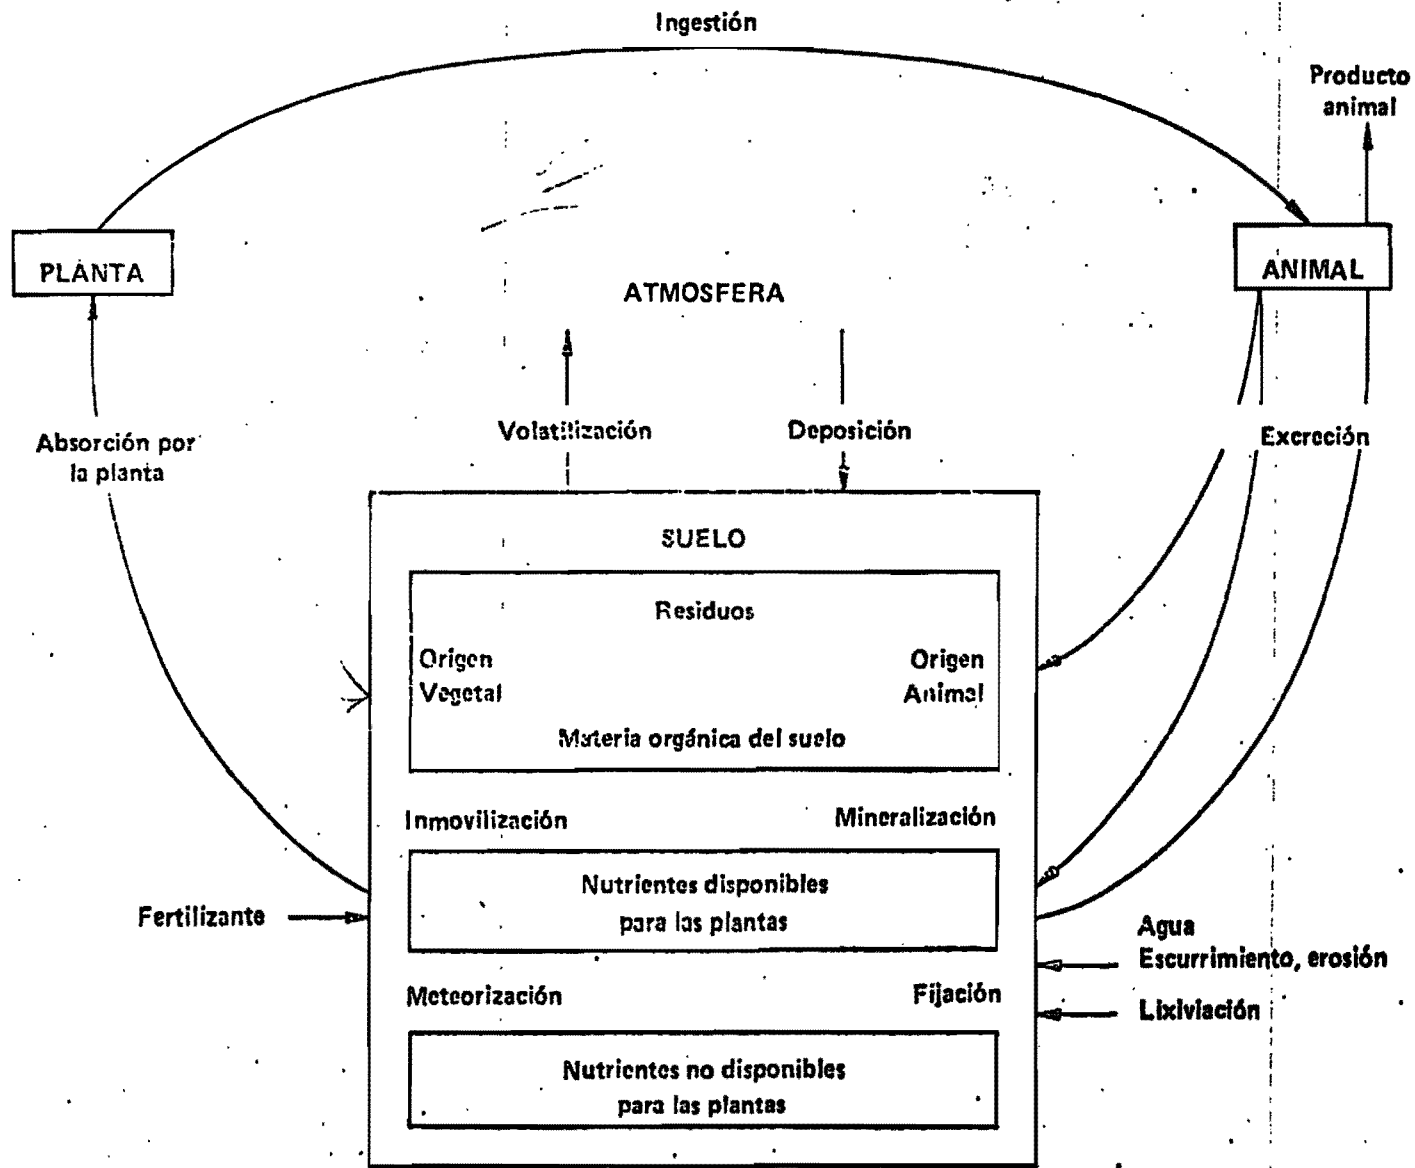 Ingestión
Producto
animal
PLANTA
ANIMAL
ATMOSFERA
Volatilización
Deposición
Absorción por
la planta
Excreción
SUELO
Residuos
Origen
Vegetal
Origen
Animal
Materia orgánica del suelo
Inmovilización
Mineralización
Nutrientes disponibles
para las plantas
Fertilizante
Agua
Escurrimiento, erosión
Meteorización
Fijación
Lixiviación
Nutrientes no disponibles
para las plantas